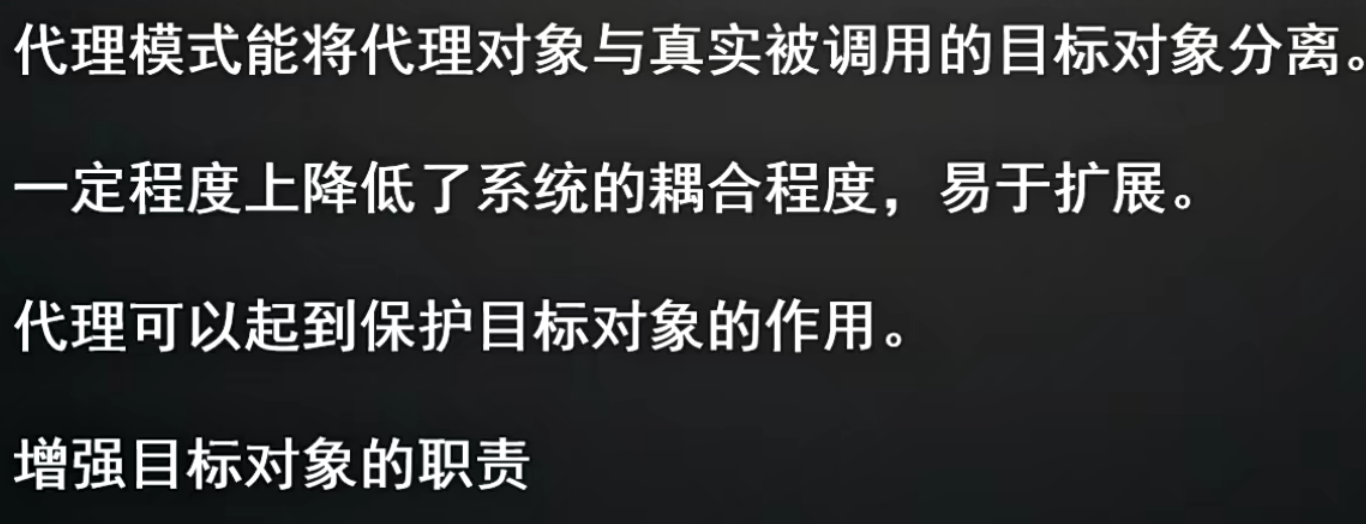 代理模式能将代理对象与真实被调用的目标对象分离。
一定程度上降低了系统的耦合程度，易于扩展。
代理可以起到保护目标对象的作用。
增强目标对象的职责